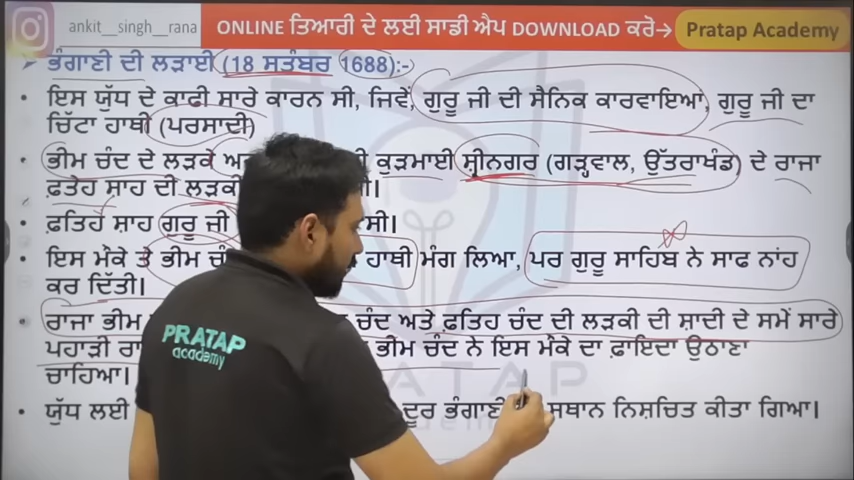 ankit__singh_rana
ONLINE ਤਿਆਰੀ ਦੇ ਲਈ ਸਾਡੀ ਐਪ DOWNLOAD ਕਰੋ→
Pratap Academy
ਭੰਗਾਣੀ ਦੀ ਲੜਾਈ (18 ਸਤੰਬਰ 1688):-
• ਇਸ ਯੁੱਧ ਦੇ ਕਾਫੀ ਸਾਰੇ ਕਾਰਨ ਸੀ, ਜਿਵੇਂ, ਗੁਰੂ ਜੀ ਦੀ ਸੈਨਿਕ ਕਾਰਵਾਇਆਂ, ਗੁਰੂ ਜੀ ਦਾ
ਚਿੱਟਾ ਹਾਥੀ (ਪਰਸਾਦੀ)
• ਭੀਮ ਚੰਦ ਦੇ ਲੜਕੇ ਕੁੜਮਾਈ ਸ਼੍ਰੀਨਗਰ (ਗੜ੍ਹਵਾਲ, ਉੱਤਰਾਖੰਡ) ਦੇ ਰਾਜਾ
ਫ਼ਤੇਹ ਸਾਹ ਦੀ ਲੜਕੀ ਸੀ।
• ਫ਼ਤਿਹ ਸ਼ਾਹ ਗੁਰੂ ਜੀ ਸੀ।
• ਇਸ ਮੌਕੇ ਤੇ ਭੀਮ ਹਾਥੀ ਮੰਗ ਲਿਆ, ਪਰ ਗੁਰੂ ਸਾਹਿਬ ਨੇ ਸਾਫ ਨਾਂਹ
ਕਰ ਦਿੱਤੀ।
• ਰਾਜਾ ਭੀਮ ਚੰਦ ਅਤੇ ਫ਼ਤਿਹ ਚੰਦ ਦੀ ਲੜਕੀ ਦੀ ਸ਼ਾਦੀ ਦੇ ਸਮੇਂ ਸਾਰੇ
ਪਹਾੜੀ ਭੀਮ ਚੰਦ ਨੇ ਇਸ ਮੌਕੇ ਦਾ ਫ਼ਾਇਦਾ ਉਠਾਣਾ
ਚਾਹਿਆ।
• ਯੁੱਧ ਲਈ ਦੂਰ ਭੰਗਾਣੀ ਸਥਾਨ ਨਿਸ਼ਚਿਤ ਕੀਤਾ ਗਿਆ।
PRATAP
academy